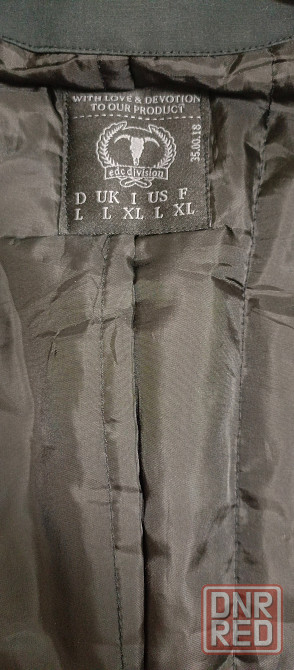 WITH LOVE & DEVOTION
TO OUR PRODUCT
35.00.18
edc division
D UK I US F
L L XL L XL
DNR
RED